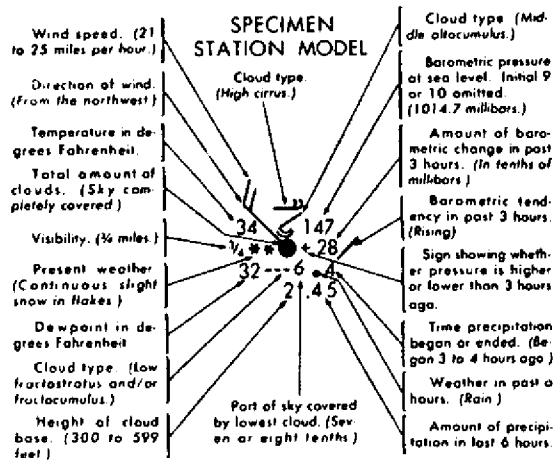 SPECIMEN
STATION MODEL
Wind speed. (21
to 25 miles per hour.)
Direction of wind.
(From the northwest)
Temperature in de-
grees Fahrenheit.
Total amount of
clouds. (Sky com-
pletely covered)
Visibility. (¾ miles.)
Present weather
(Continuous slight
snow in flakes)
Dewpoint in de-
grees Fahrenheit
Cloud type. (Low
fractostratus and/or
fractocumulus.)
Height of cloud
base. (300 to 599
feet)
Cloud type.
(High cirrus.)
34
147
¾
+28
32
6
4
2
.45
Part of sky covered
by lowest cloud. (Sev-
en or eight tenths.)
Cloud type (Mid-
dle altocumulus.)
Barometric pressure
at sea level. Initial 9
or 10 omitted.
(1014.7 millibars.)
Amount of baro-
metric change in past
3 hours. (In tenths of
millibars)
Barometric tend-
ency in past 3 hours.
(Rising)
Sign showing wheth-
er pressure is higher
or lower than 3 hours
ago.
Time precipitation
began or ended. (Be-
gan 3 to 4 hours ago)
Weather in past 6
hours. (Rain)
Amount of precipi-
tation in last 6 hours.